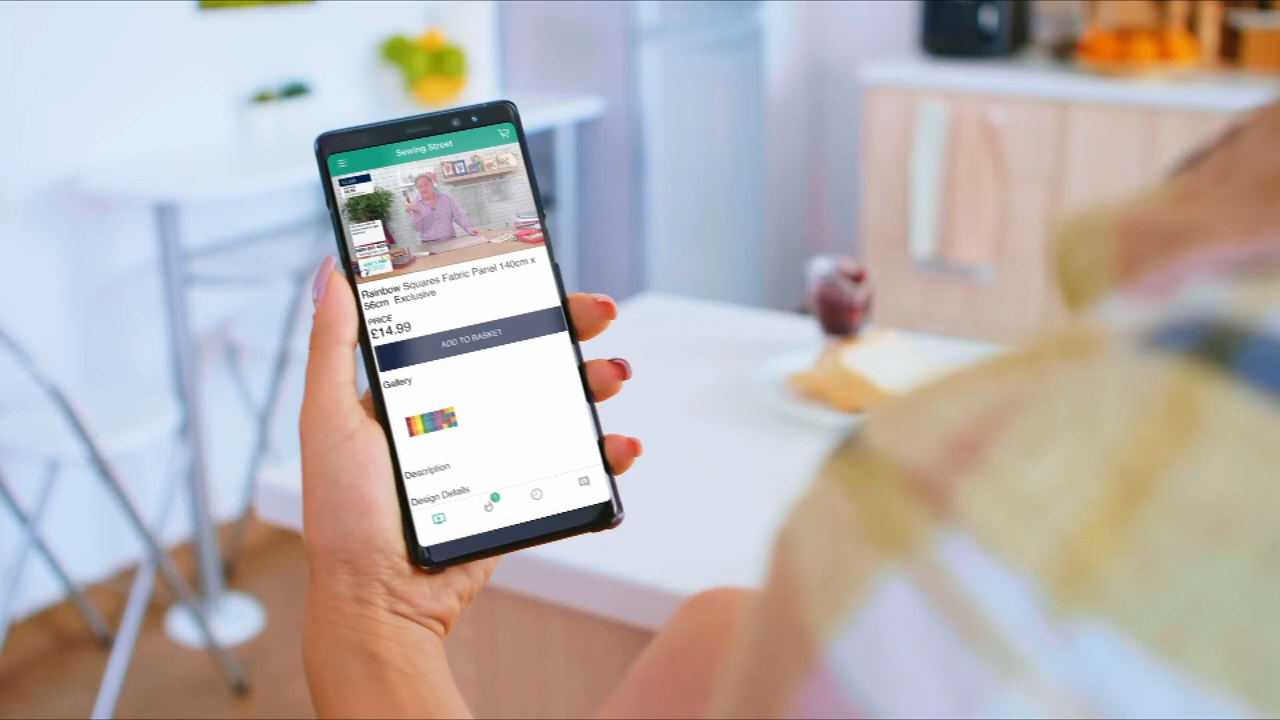 Sewing Street
Rainbow Squares Fabric Panel 140cm x
56cm Exclusive
PRICE
£14.99
ADD TO BASKET
Gallery
Description
Design Details